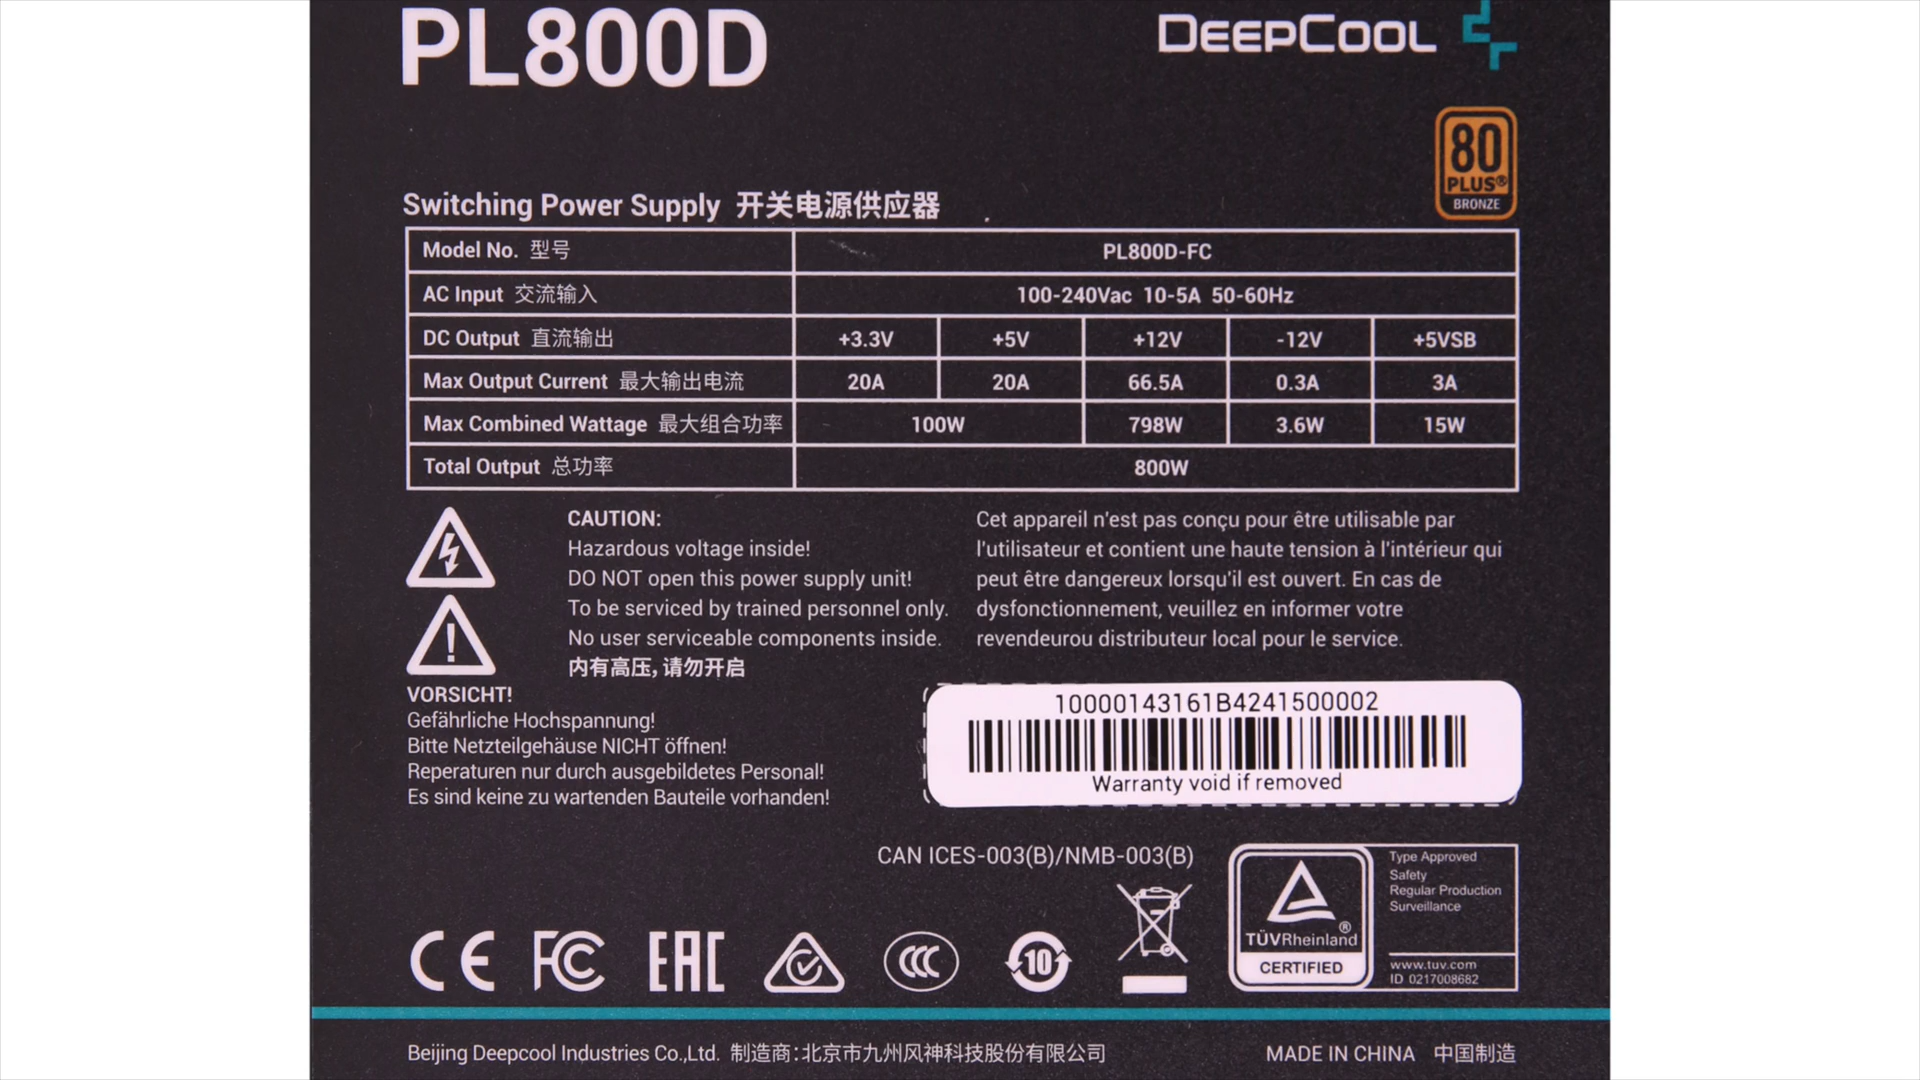 PL800D
DEEPCOOL
80
PLUS®
BRONZE
Switching Power Supply 开关电源供应器
Model No. 型号 PL800D-FC
AC Input 交流输入 100-240Vac 10-5A 50-60Hz
DC Output 直流输出 +3.3V +5V +12V -12V +5VSB
Max Output Current 最大输出电流 20A 20A 66.5A 0.3A 3A
Max Combined Wattage 最大组合功率 100W 798W 3.6W 15W
Total Output 总功率 800W
CAUTION:
Hazardous voltage inside!
DO NOT open this power supply unit!
To be serviced by trained personnel only.
No user serviceable components inside.
内有高压,请勿开启
Cet appareil n'est pas conçu pour être utilisable par
l'utilisateur et contient une haute tension à l'intérieur qui
peut être dangereux lorsqu'il est ouvert. En cas de
dysfonctionnement, veuillez en informer votre
revendeurou distributeur local pour le service.
VORSICHT!
Gefährliche Hochspannung!
Bitte Netzteilgehäuse NICHT öffnen!
Reperaturen nur durch ausgebildetes Personal!
Es sind keine zu wartenden Bauteile vorhanden!
10000143161B4241500002
Warranty void if removed
CAN ICES-003(B)/NMB-003(B)
CE FC EAC CCC 10
TÜVRheinland®
CERTIFIED
Type Approved
Safety
Regular Production
Surveillance
www.tuv.com
ID 0217008682
Beijing Deepcool Industries Co.,Ltd. 制造商:北京市九州风神科技股份有限公司
MADE IN CHINA 中国制造